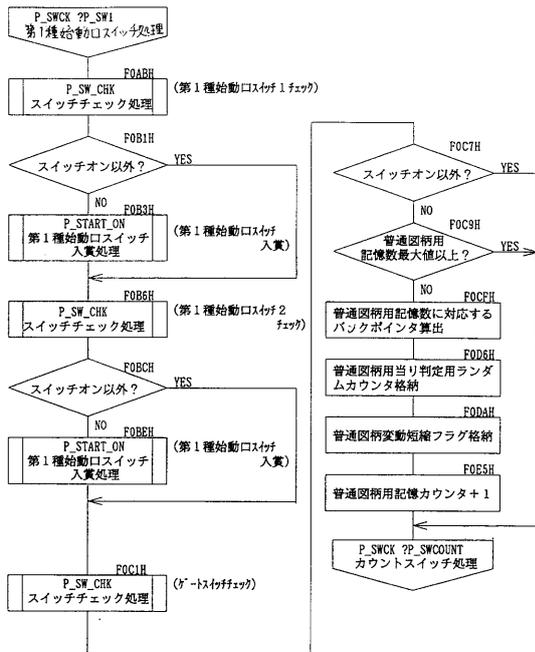 P_SWCK ?P_SW1
第1種始動口スイッチ処理
F0ABH
P_SW_CHK
スイッチチェック処理
(第1種始動口スイッチ1チェック)
F0B1H
スイッチオン以外?
YES
NO
F0B3H
P_START_ON
第1種始動口スイッチ
入賞処理
(第1種始動口スイッチ
入賞)
F0B6H
P_SW_CHK
スイッチチェック処理
(第1種始動口スイッチ2
チェック)
F0BCH
スイッチオン以外?
YES
NO
F0BEH
P_START_ON
第1種始動口スイッチ
入賞処理
(第1種始動口スイッチ
入賞)
F0C1H
P_SW_CHK
スイッチチェック処理
(ゲートスイッチチェック)
F0C7H
スイッチオン以外?
YES
NO
F0C9H
普通図柄用
記憶数最大値以上?
YES
NO
F0CFH
普通図柄用記憶数に対応する
バックポインタ算出
F0D6H
普通図柄用当り判定用ラン
ダムカウンタ格納
F0DAH
普通図柄変動短縮フラグ格納
F0E5H
普通図柄用記憶カウンタ+1
P_SWCK ?P_SWCOUNT
カウントスイッチ処理